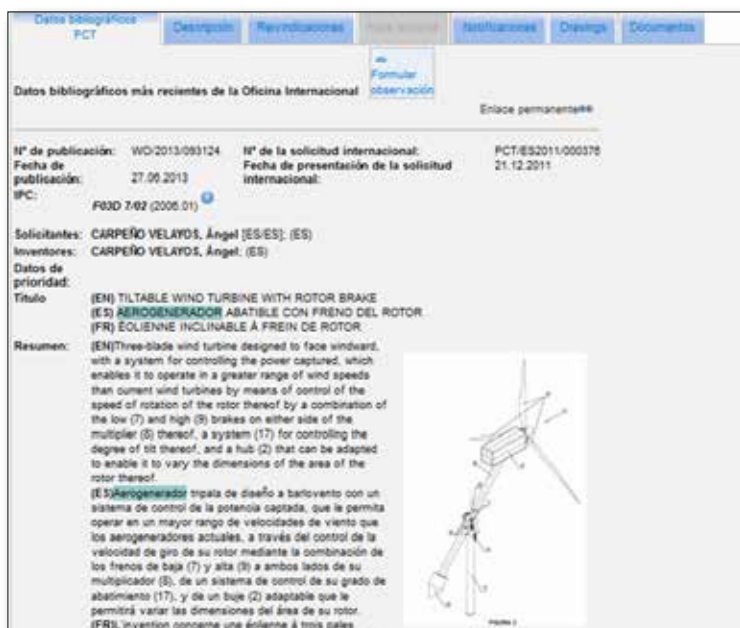 Datos bibliográficos
PCT
Descripción
Reivindicaciones
Fase nacional
Notificaciones
Drawings
Documentos
Formular
observación
Datos bibliográficos más recientes de la Oficina Internacional
Enlace permanente
Nº de publicación: WO/2013/093124 Nº de la solicitud internacional: PCT/ES2011/000376
Fecha de publicación: 27.06.2013 Fecha de presentación de la solicitud internacional: 21.12.2011
IPC:
F03D 7/02 (2006.01)
Solicitantes: CARPEÑO VELAYOS, Ángel [ES/ES]; (ES)
Inventores: CARPEÑO VELAYOS, Ángel; (ES)
Datos de
prioridad:
Título (EN) TILTABLE WIND TURBINE WITH ROTOR BRAKE
(ES) AEROGENERADOR ABATIBLE CON FRENO DEL ROTOR
(FR) ÉOLIENNE INCLINABLE À FREIN DE ROTOR
Resumen: (EN)Three-blade wind turbine designed to face windward,
with a system for controlling the power captured, which
enables it to operate in a greater range of wind speeds
than current wind turbines by means of control of the
speed of rotation of the rotor thereof by a combination of
the low (7) and high (9) brakes on either side of the
multiplier (8) thereof, a system (17) for controlling the
degree of tilt thereof, and a hub (2) that can be adapted
to enable it to vary the dimensions of the area of the
rotor thereof.
(ES)Aerogenerador tripala de diseño a barlovento con un
sistema de control de la potencia captada, que le permita
operar en un mayor rango de velocidades de viento que
los aerogeneradores actuales, a través del control de la
velocidad de giro de su rotor mediante la combinación de
los frenos de baja (7) y alta (9) a ambos lados de su
multiplicador (8), de un sistema de control de su grado de
abatimiento (17), y de un buje (2) adaptable que le
permitirá variar las dimensiones del área de su rotor.
(FR)L'invention concerne une éolienne à trois pales